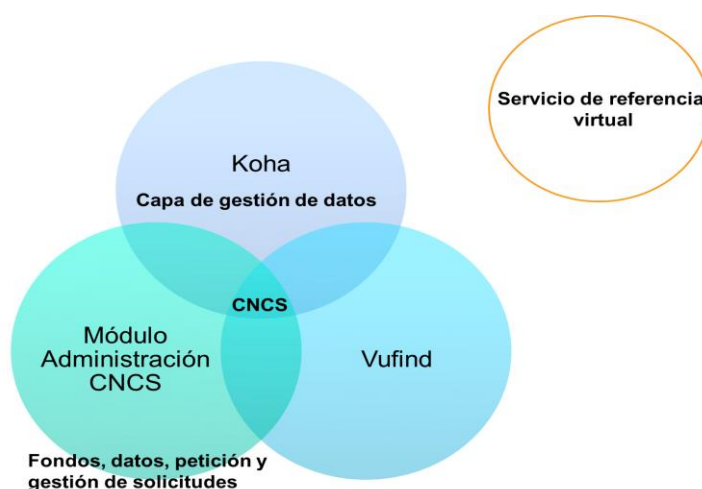 Servicio de referencia
virtual
Koha
Capa de gestión de datos
CNCS
Módulo
Administración
CNCS
Vufind
Fondos, datos, petición y
gestión de solicitudes